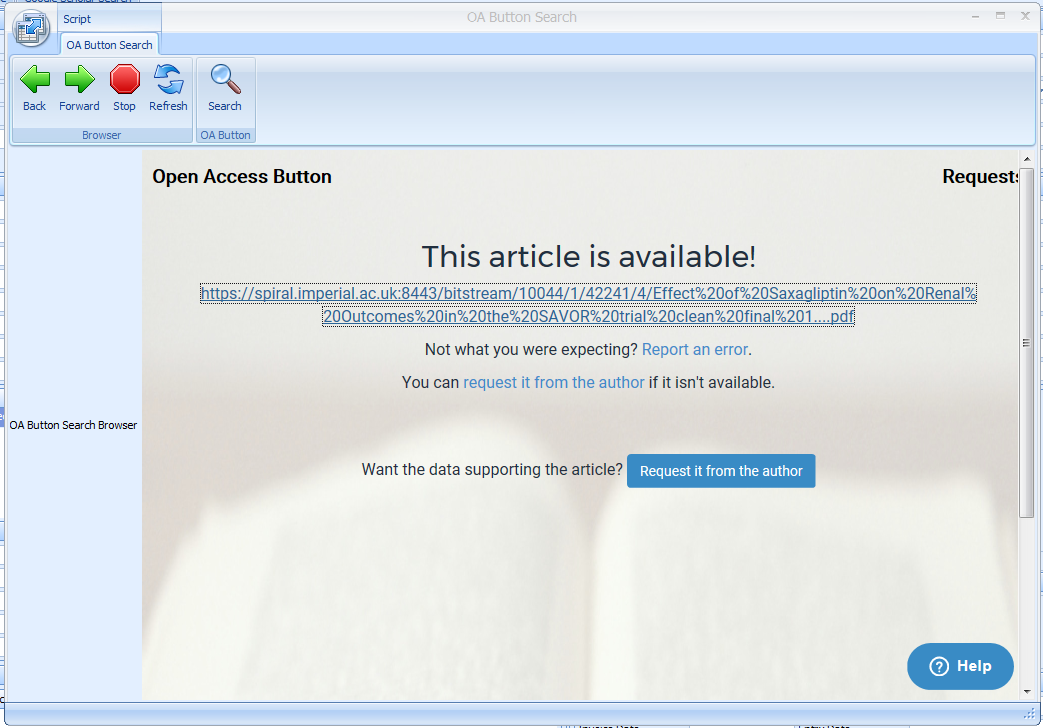 Script
OA Button Search
OA Button Search
Back Forward Stop Refresh Search
Browser OA Button
Open Access Button Requests
This article is available!
https://spiral.imperial.ac.uk:8443/bitstream/10044/1/42241/4/Effect%20of%20Saxagliptin%20on%20Renal%
20Outcomes%20in%20the%20SAVOR%20trial%20clean%20final%201....pdf
Not what you were expecting? Report an error.
You can request it from the author if it isn't available.
OA Button Search Browser
Want the data supporting the article? Request it from the author
Help